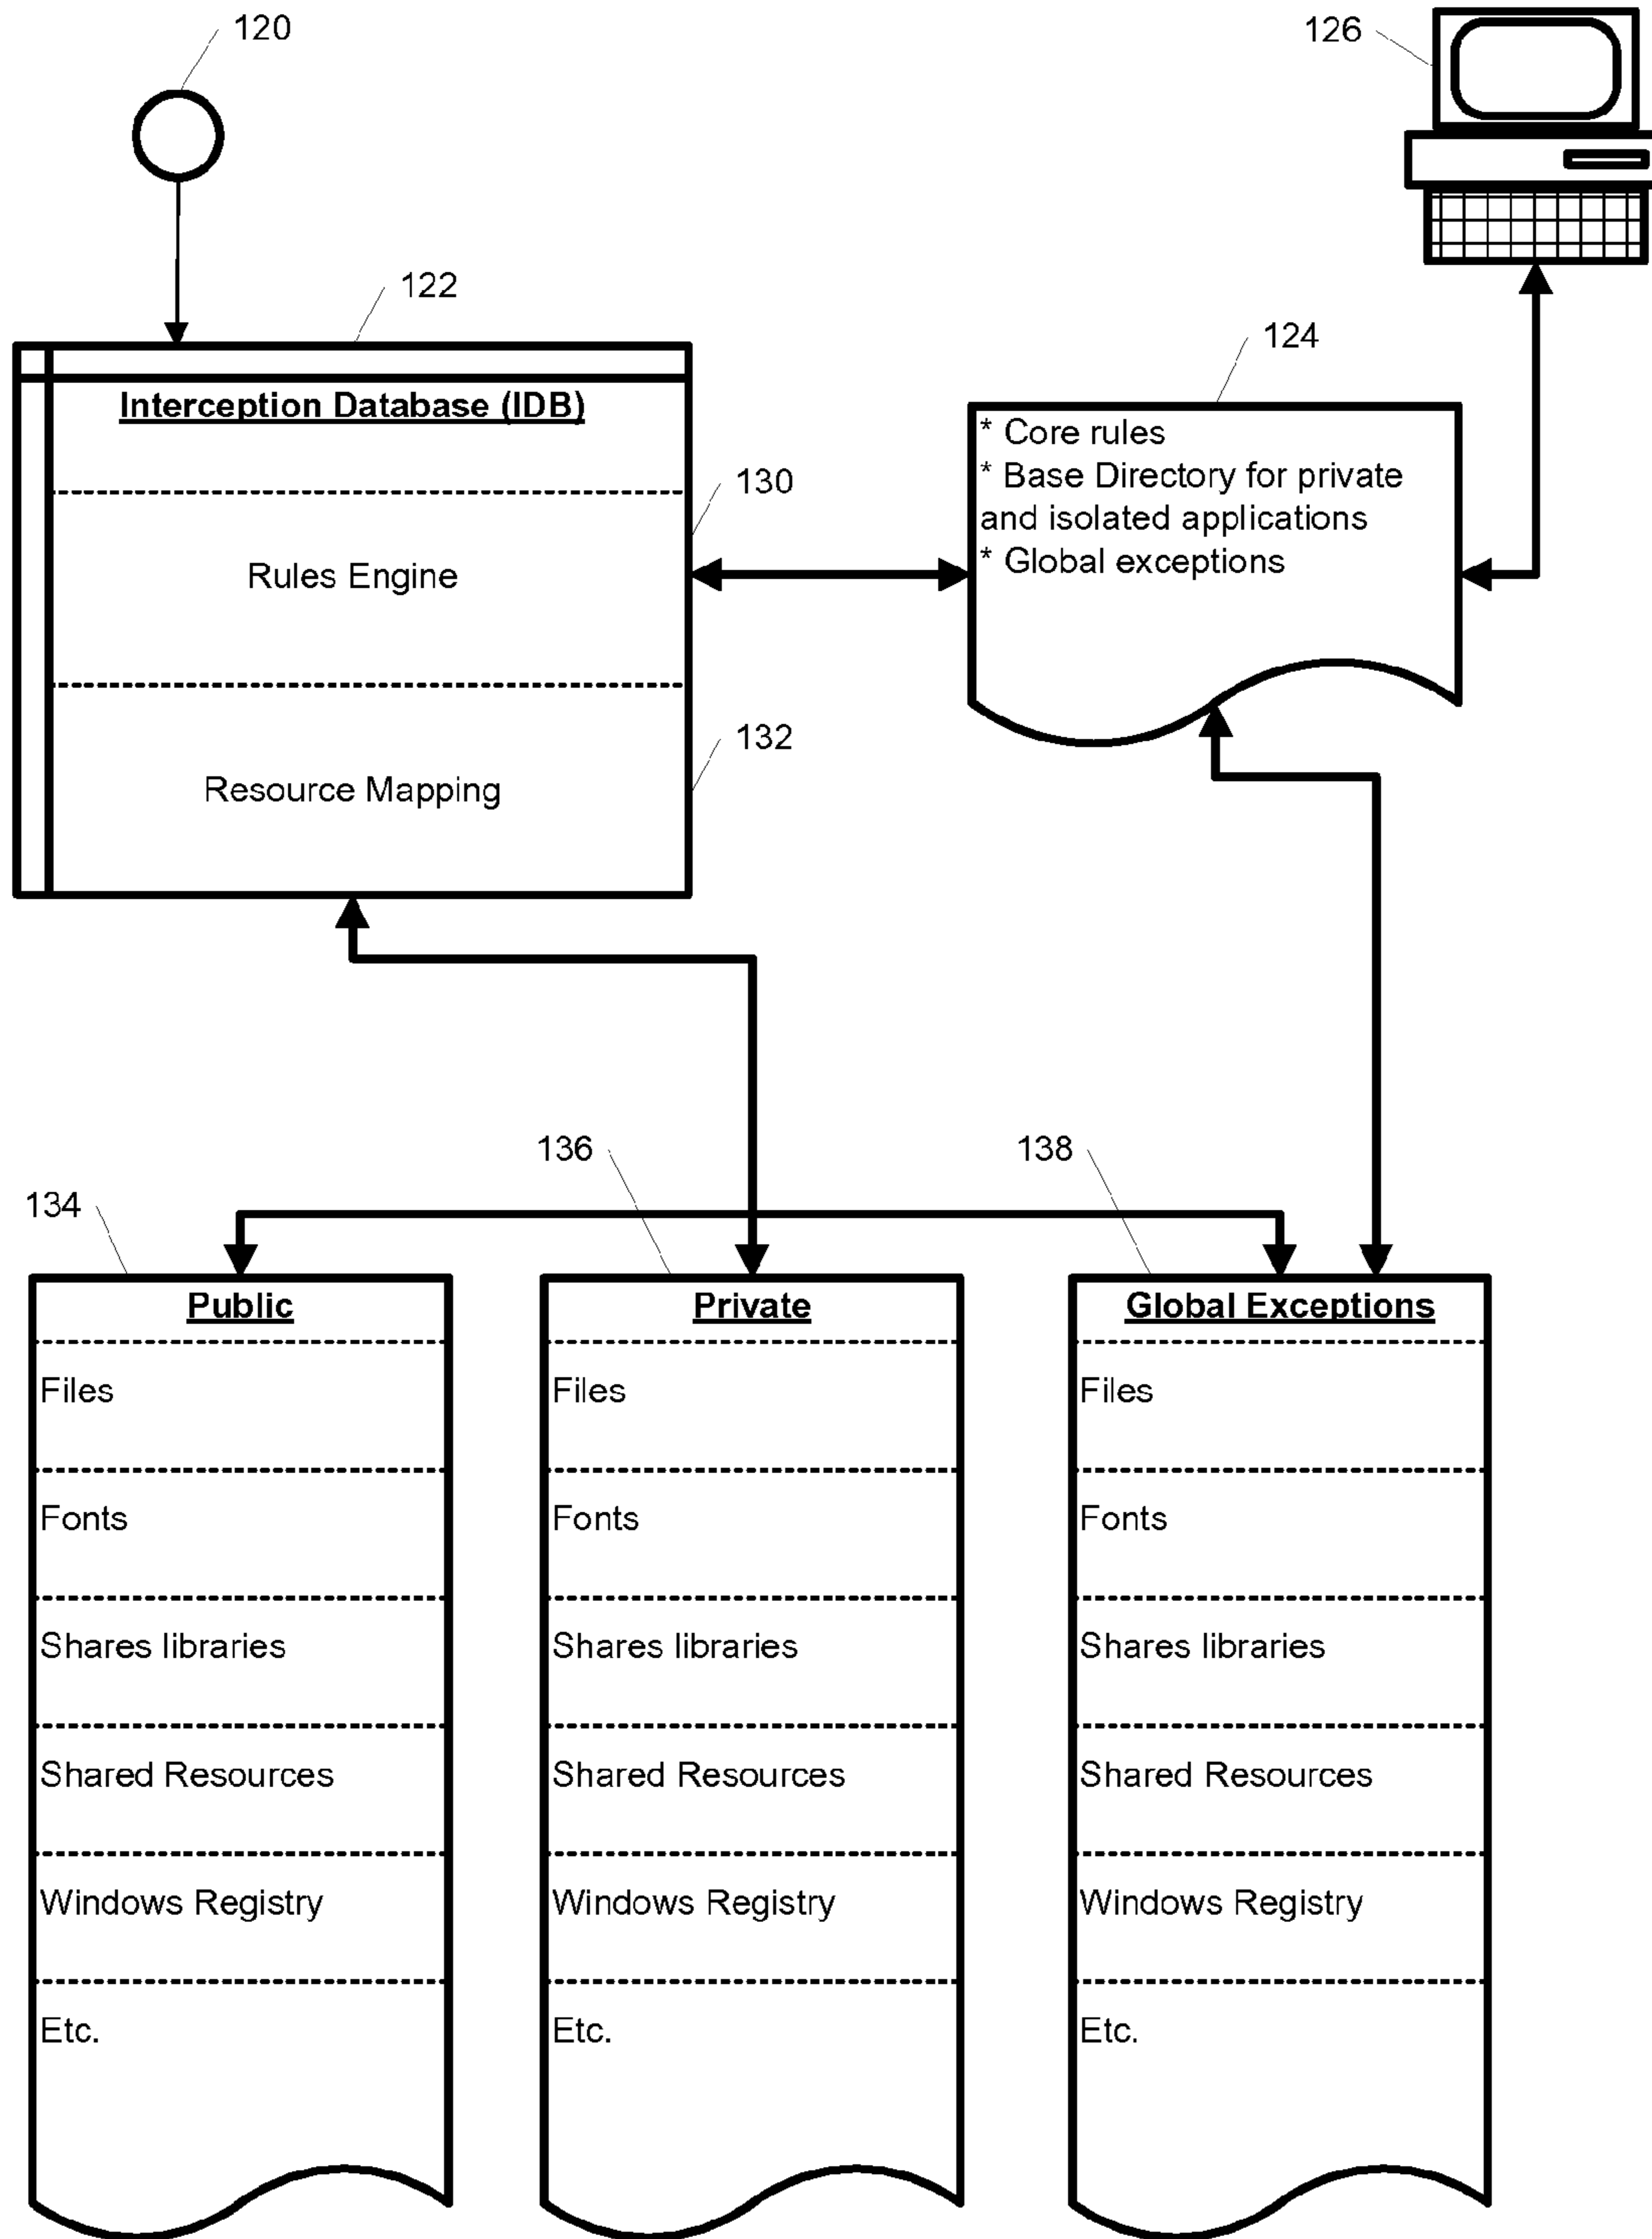 120
126
122
124
Interception Database (IDB)
* Core rules
* Base Directory for private
and isolated applications
* Global exceptions
130
Rules Engine
132
Resource Mapping
136
138
134
Public
Files
Fonts
Shares libraries
Shared Resources
Windows Registry
Etc.
Private
Files
Fonts
Shares libraries
Shared Resources
Windows Registry
Etc.
Global Exceptions
Files
Fonts
Shares libraries
Shared Resources
Windows Registry
Etc.